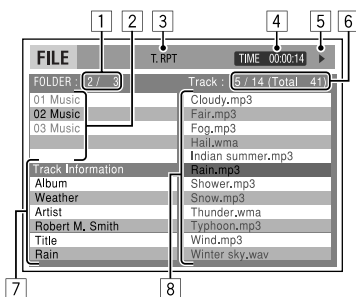 1 2 3 4 5 6
FILE T. RPT TIME 00:00:14
FOLDER : 2 / 3 Track : 5 / 14 (Total 41)
01 Music
02 Music
03 Music
Track Information
Album
Weather
Artist
Robert M. Smith
Title
Rain
Cloudy.mp3
Fair.mp3
Fog.mp3
Hail.wma
Indian summer.mp3
Rain.mp3
Shower.mp3
Snow.mp3
Thunder.wma
Typhoon.mp3
Wind.mp3
Winter sky.wav
7 8